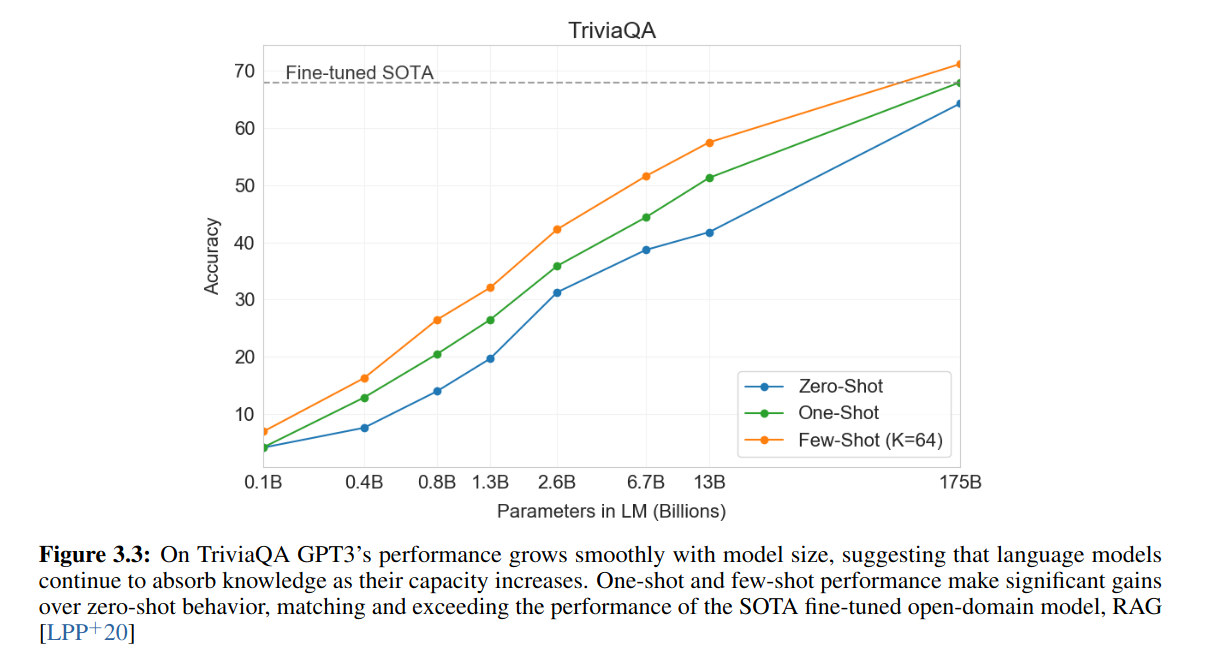 TriviaQA
70
60
50
40
30
20
10
Accuracy
Fine-tuned SOTA
Zero-Shot
One-Shot
Few-Shot (K=64)
0.1B 0.4B 0.8B 1.3B 2.6B 6.7B 13B 175B
Parameters in LM (Billions)
Figure 3.3: On TriviaQA GPT3's performance grows smoothly with model size, suggesting that language models
continue to absorb knowledge as their capacity increases. One-shot and few-shot performance make significant gains
over zero-shot behavior, matching and exceeding the performance of the SOTA fine-tuned open-domain model, RAG
[LPP+20]